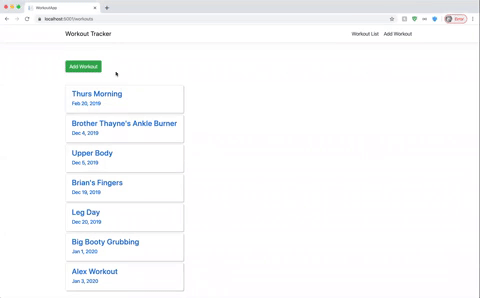 WorkoutApp
localhost:6001/workouts
Error
Workout Tracker
Workout List Add Workout
Add Workout
Thurs Morning
Feb 20, 2019
Brother Thayne's Ankle Burner
Dec 4, 2019
Upper Body
Dec 5, 2019
Brian's Fingers
Dec 19, 2019
Leg Day
Dec 20, 2019
Big Booty Grubbing
Jan 1, 2020
Alex Workout
Jan 3, 2020